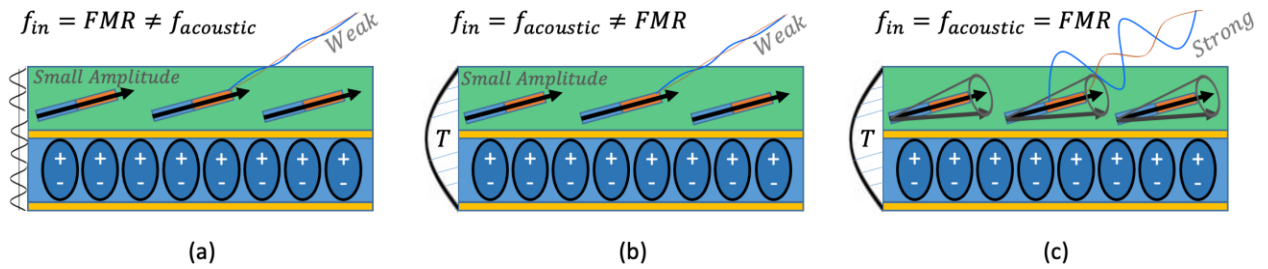 f_in = FMR ≠ f_acoustic
Weak
Small Amplitude
+ + + + + + + +
- - - - - - - -
(a)
f_in = f_acoustic ≠ FMR
Weak
Small Amplitude
T
+ + + + + + + +
- - - - - - - -
(b)
f_in = f_acoustic = FMR
Strong
T
+ + + + + + + +
- - - - - - - -
(c)